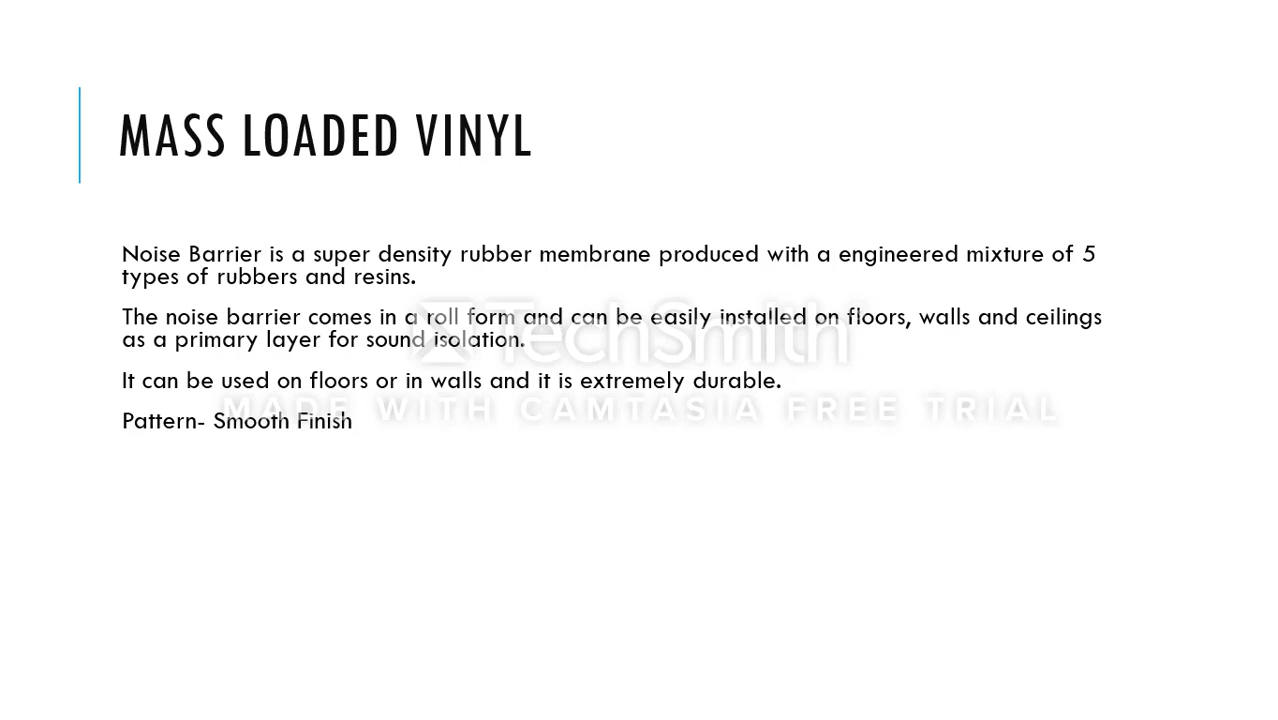 MASS LOADED VINYL
Noise Barrier is a super density rubber membrane produced with a engineered mixture of 5
types of rubbers and resins.
The noise barrier comes in a roll form and can be easily installed on floors, walls and ceilings
as a primary layer for sound isolation.
TechSmith
It can be used on floors or in walls and it is extremely durable.
MADE WITH CAMTASIA FREE TRIAL
Pattern- Smooth Finish